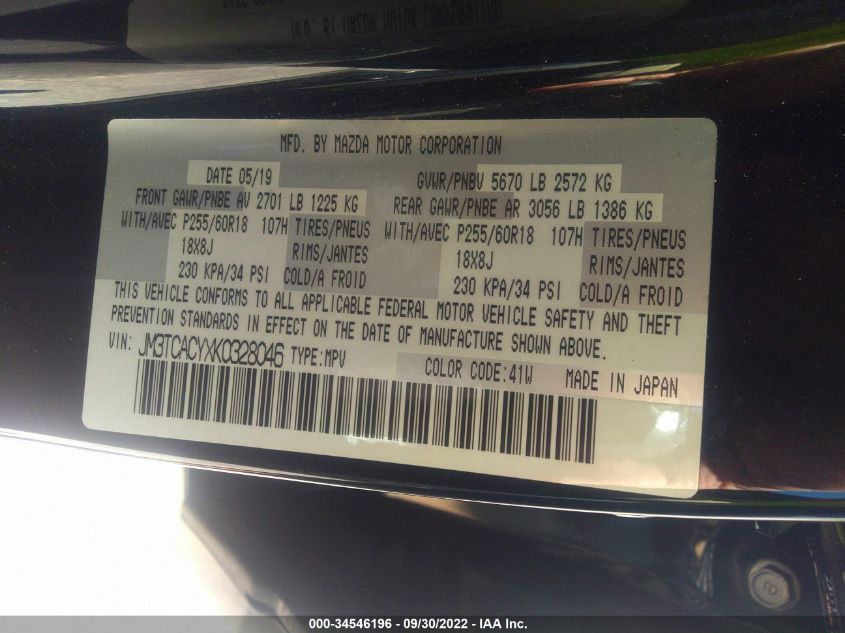 MFD. BY MAZDA MOTOR CORPORATION
DATE 05/19 GVWR/PNBV 5670 LB 2572 KG
FRONT GAWR/PNBE AV 2701 LB 1225 KG REAR GAWR/PNBE AR 3056 LB 1386 KG
WITH/AVEC P255/60R18 107H TIRES/PNEUS WITH/AVEC P255/60R18 107H TIRES/PNEUS
18X8J RIMS/JANTES 18X8J RIMS/JANTES
230 KPA/34 PSI COLD/A FROID 230 KPA/34 PSI COLD/A FROID
THIS VEHICLE CONFORMS TO ALL APPLICABLE FEDERAL MOTOR VEHICLE SAFETY AND THEFT
PREVENTION STANDARDS IN EFFECT ON THE DATE OF MANUFACTURE SHOWN ABOVE.
VIN: JM3TCACYXK0328046 TYPE:MPV COLOR CODE:41W MADE IN JAPAN
000-34546196 - 09/30/2022 - IAA Inc.